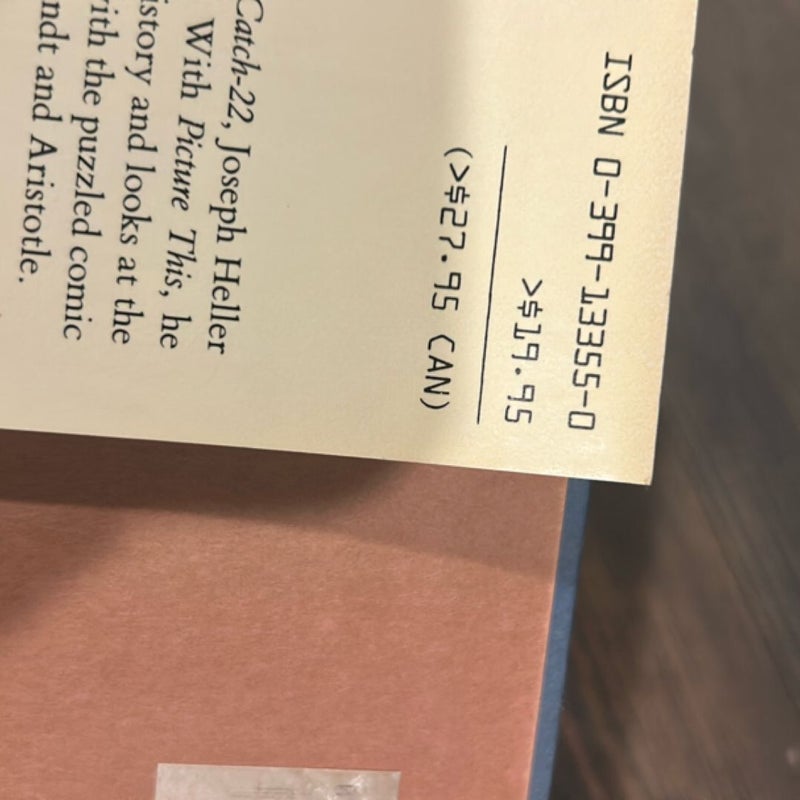 ISBN 0-399-13355-0
>$19.95
(>$27.95 CAN)
Catch-22, Joseph Heller
With Picture This, he
istory and looks at the
ith the puzzled comic
ndt and Aristotle.